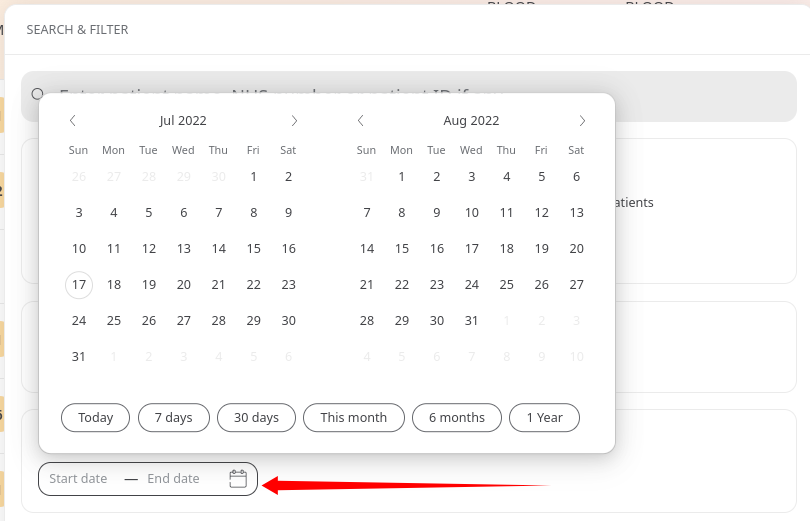 BLOOD BLOOD
SEARCH & FILTER
Jul 2022 Aug 2022
Sun Mon Tue Wed Thu Fri Sat Sun Mon Tue Wed Thu Fri Sat
26 27 28 29 30 1 2 31 1 2 3 4 5 6
3 4 5 6 7 8 9 7 8 9 10 11 12 13
10 11 12 13 14 15 16 14 15 16 17 18 19 20
17 18 19 20 21 22 23 21 22 23 24 25 26 27
24 25 26 27 28 29 30 28 29 30 31 1 2 3
31 1 2 3 4 5 6 4 5 6 7 8 9 10
atients
Today 7 days 30 days This month 6 months 1 Year
Start date — End date